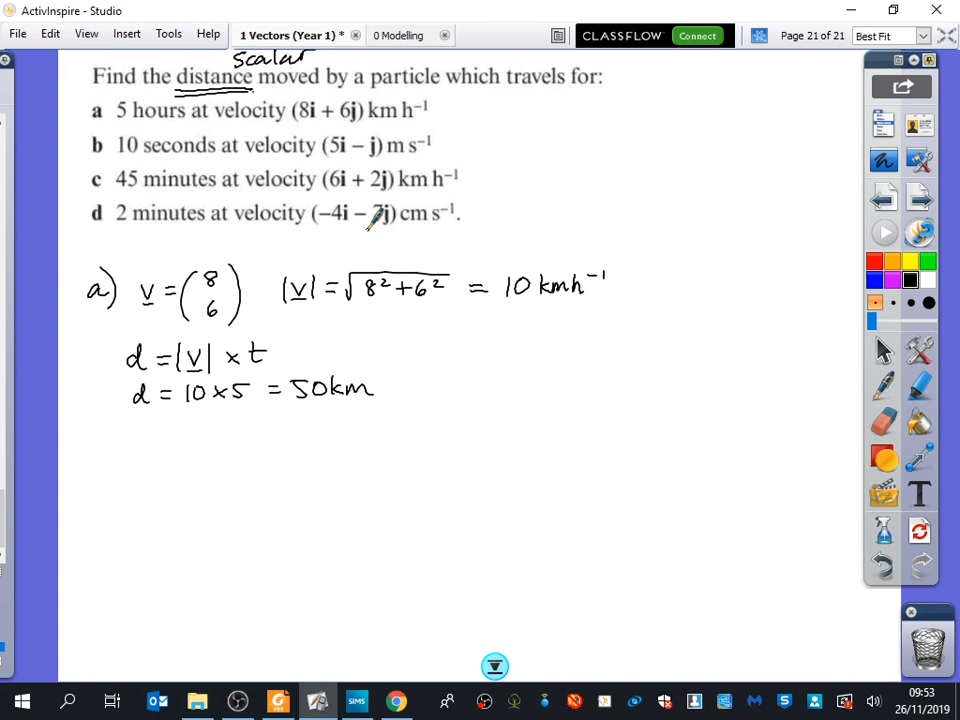 ActivInspire - Studio
File Edit View Insert Tools Help
1 Vectors (Year 1) *
0 Modelling
CLASSFLOW Connect
Page 21 of 21
Best Fit
scalar
Find the distance moved by a particle which travels for:
a 5 hours at velocity (8i + 6j) km h⁻¹
b 10 seconds at velocity (5i − j) m s⁻¹
c 45 minutes at velocity (6i + 2j) km h⁻¹
d 2 minutes at velocity (−4i − 7j) cm s⁻¹.
a) v = (8
6) |v| = √8² + 6² = 10 kmh⁻¹
d = |v| × t
d = 10 × 5 = 50km
T
SIMS
09:53
26/11/2019